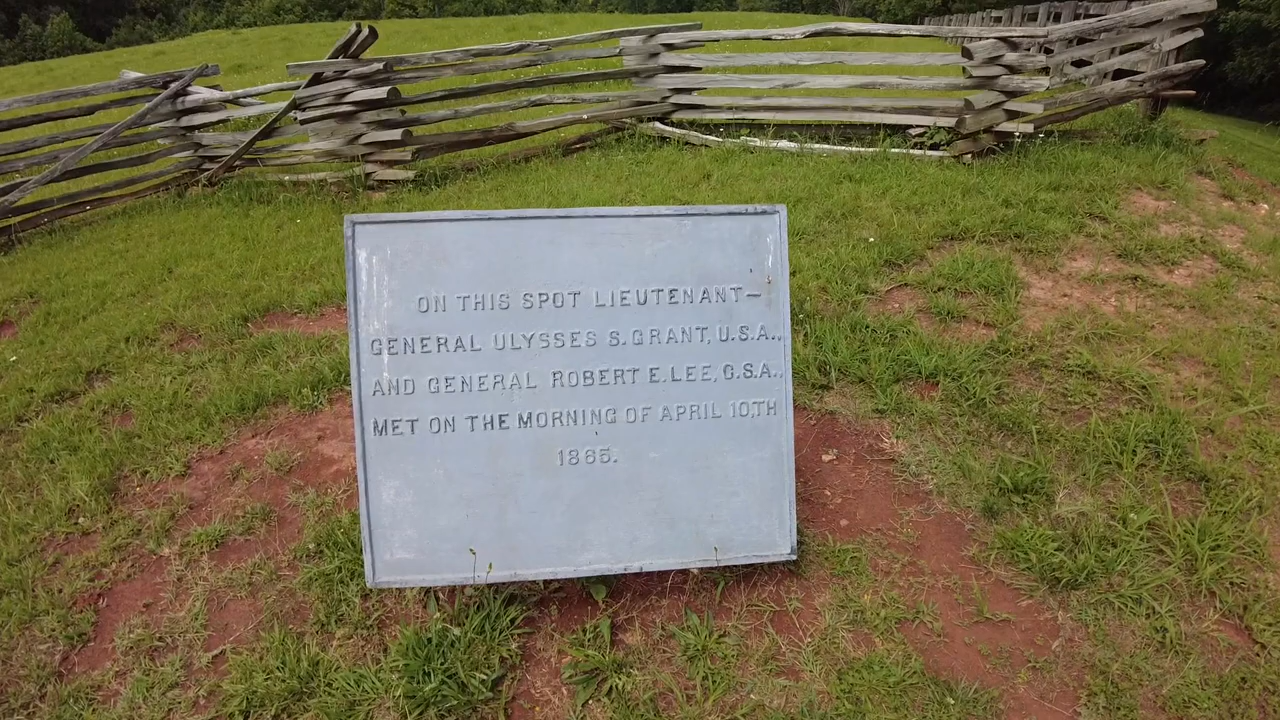 ON THIS SPOT LIEUTENANT—
GENERAL ULYSSES S. GRANT, U.S.A.,
AND GENERAL ROBERT E. LEE, C.S.A.,
MET ON THE MORNING OF APRIL 10,TH
1865.